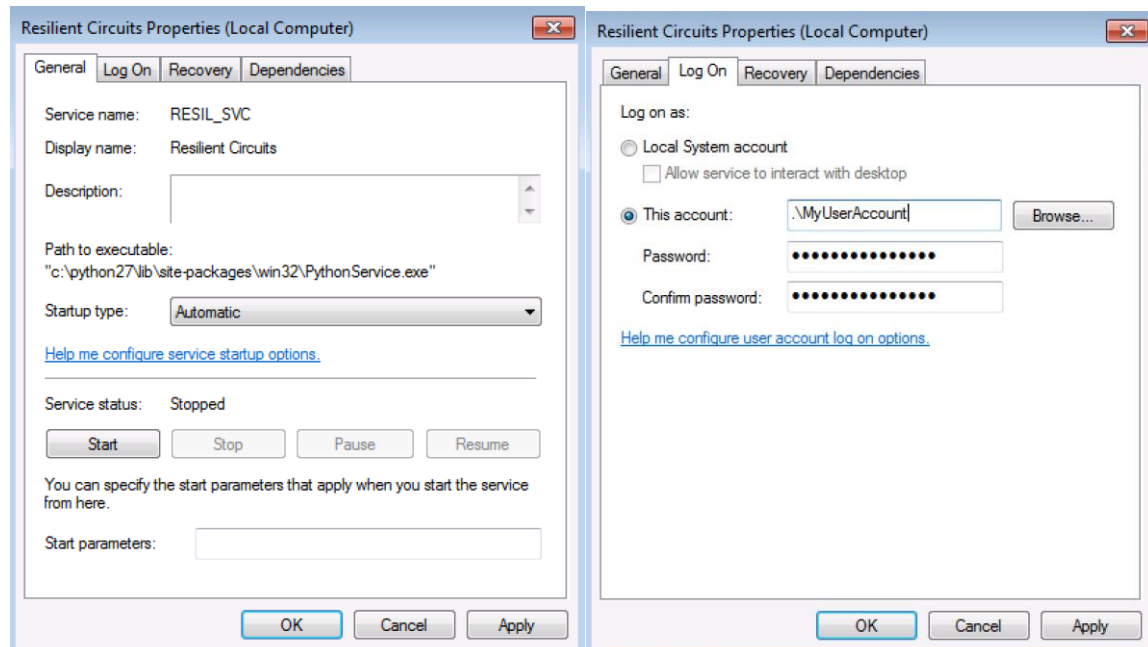 Resilient Circuits Properties (Local Computer)
General Log On Recovery Dependencies
Service name: RESIL_SVC
Display name: Resilient Circuits
Description:
Path to executable:
"c:\python27\lib\site-packages\win32\PythonService.exe"
Startup type: Automatic
Help me configure service startup options.
Service status: Stopped
Start Stop Pause Resume
You can specify the start parameters that apply when you start the service
from here.
Start parameters:
OK Cancel Apply
Resilient Circuits Properties (Local Computer)
General Log On Recovery Dependencies
Log on as:
Local System account
Allow service to interact with desktop
This account: .\MyUserAccount Browse...
Password: •••••••••••••••
Confirm password: •••••••••••••••
Help me configure user account log on options.
OK Cancel Apply